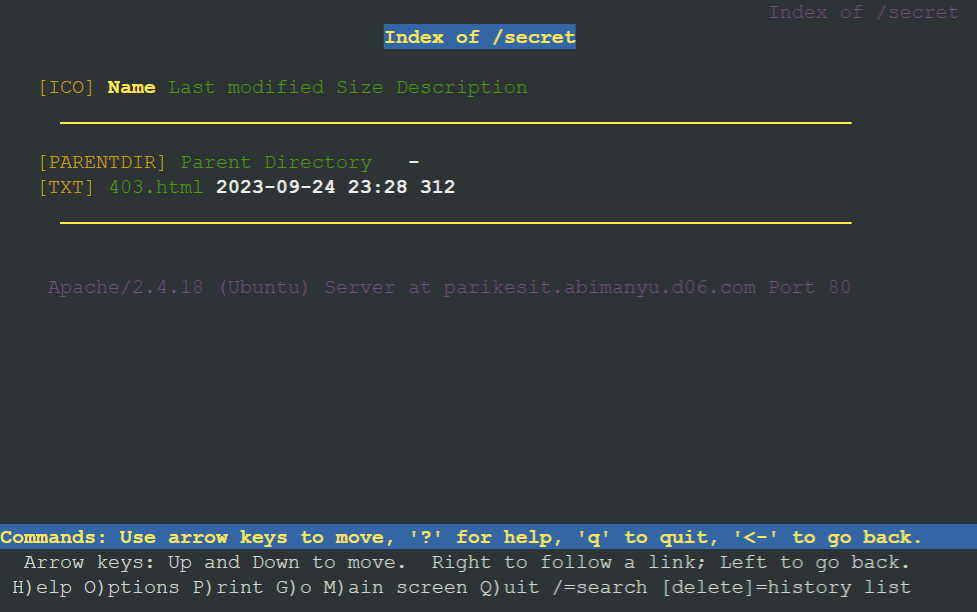 Index of /secret
Index of /secret
[ICO] Name Last modified Size Description
[PARENTDIR] Parent Directory   -
[TXT] 403.html 2023-09-24 23:28 312
Apache/2.4.18 (Ubuntu) Server at parikesit.abimanyu.d06.com Port 80
Commands: Use arrow keys to move, '?' for help, 'q' to quit, '<-' to go back.
Arrow keys: Up and Down to move.  Right to follow a link; Left to go back.
H)elp O)ptions P)rint G)o M)ain screen Q)uit /=search [delete]=history list